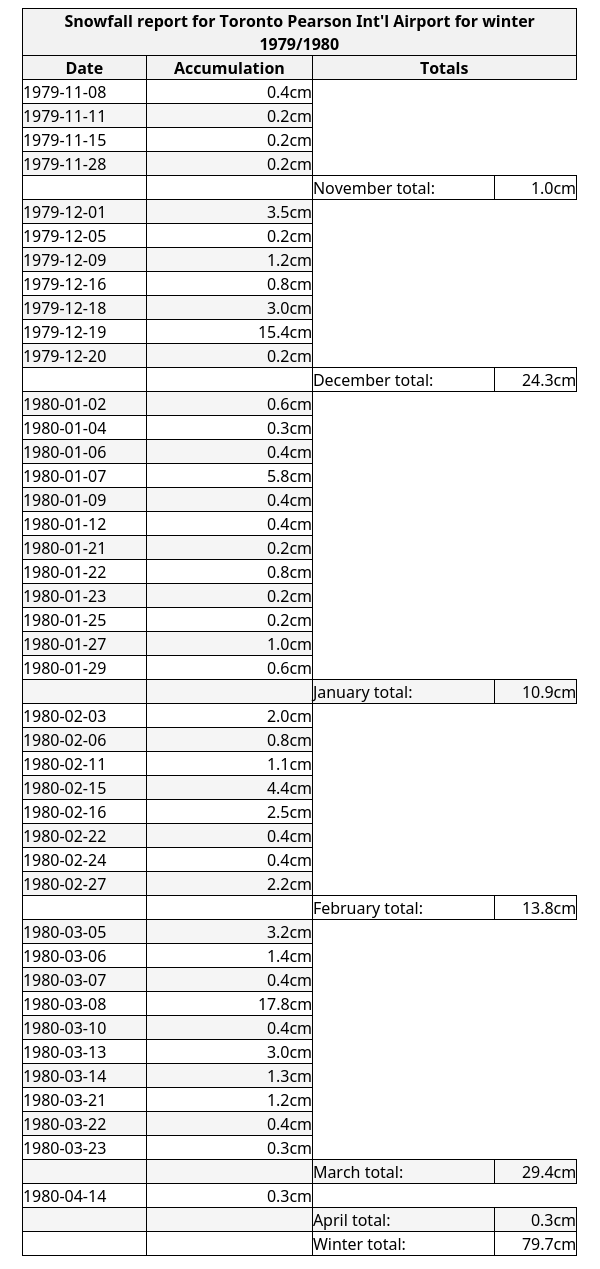 Snowfall report for Toronto Pearson Int'l Airport for winter
1979/1980
Date Accumulation Totals
1979-11-08 0.4cm
1979-11-11 0.2cm
1979-11-15 0.2cm
1979-11-28 0.2cm
November total: 1.0cm
1979-12-01 3.5cm
1979-12-05 0.2cm
1979-12-09 1.2cm
1979-12-16 0.8cm
1979-12-18 3.0cm
1979-12-19 15.4cm
1979-12-20 0.2cm
December total: 24.3cm
1980-01-02 0.6cm
1980-01-04 0.3cm
1980-01-06 0.4cm
1980-01-07 5.8cm
1980-01-09 0.4cm
1980-01-12 0.4cm
1980-01-21 0.2cm
1980-01-22 0.8cm
1980-01-23 0.2cm
1980-01-25 0.2cm
1980-01-27 1.0cm
1980-01-29 0.6cm
January total: 10.9cm
1980-02-03 2.0cm
1980-02-06 0.8cm
1980-02-11 1.1cm
1980-02-15 4.4cm
1980-02-16 2.5cm
1980-02-22 0.4cm
1980-02-24 0.4cm
1980-02-27 2.2cm
February total: 13.8cm
1980-03-05 3.2cm
1980-03-06 1.4cm
1980-03-07 0.4cm
1980-03-08 17.8cm
1980-03-10 0.4cm
1980-03-13 3.0cm
1980-03-14 1.3cm
1980-03-21 1.2cm
1980-03-22 0.4cm
1980-03-23 0.3cm
March total: 29.4cm
1980-04-14 0.3cm
April total: 0.3cm
Winter total: 79.7cm